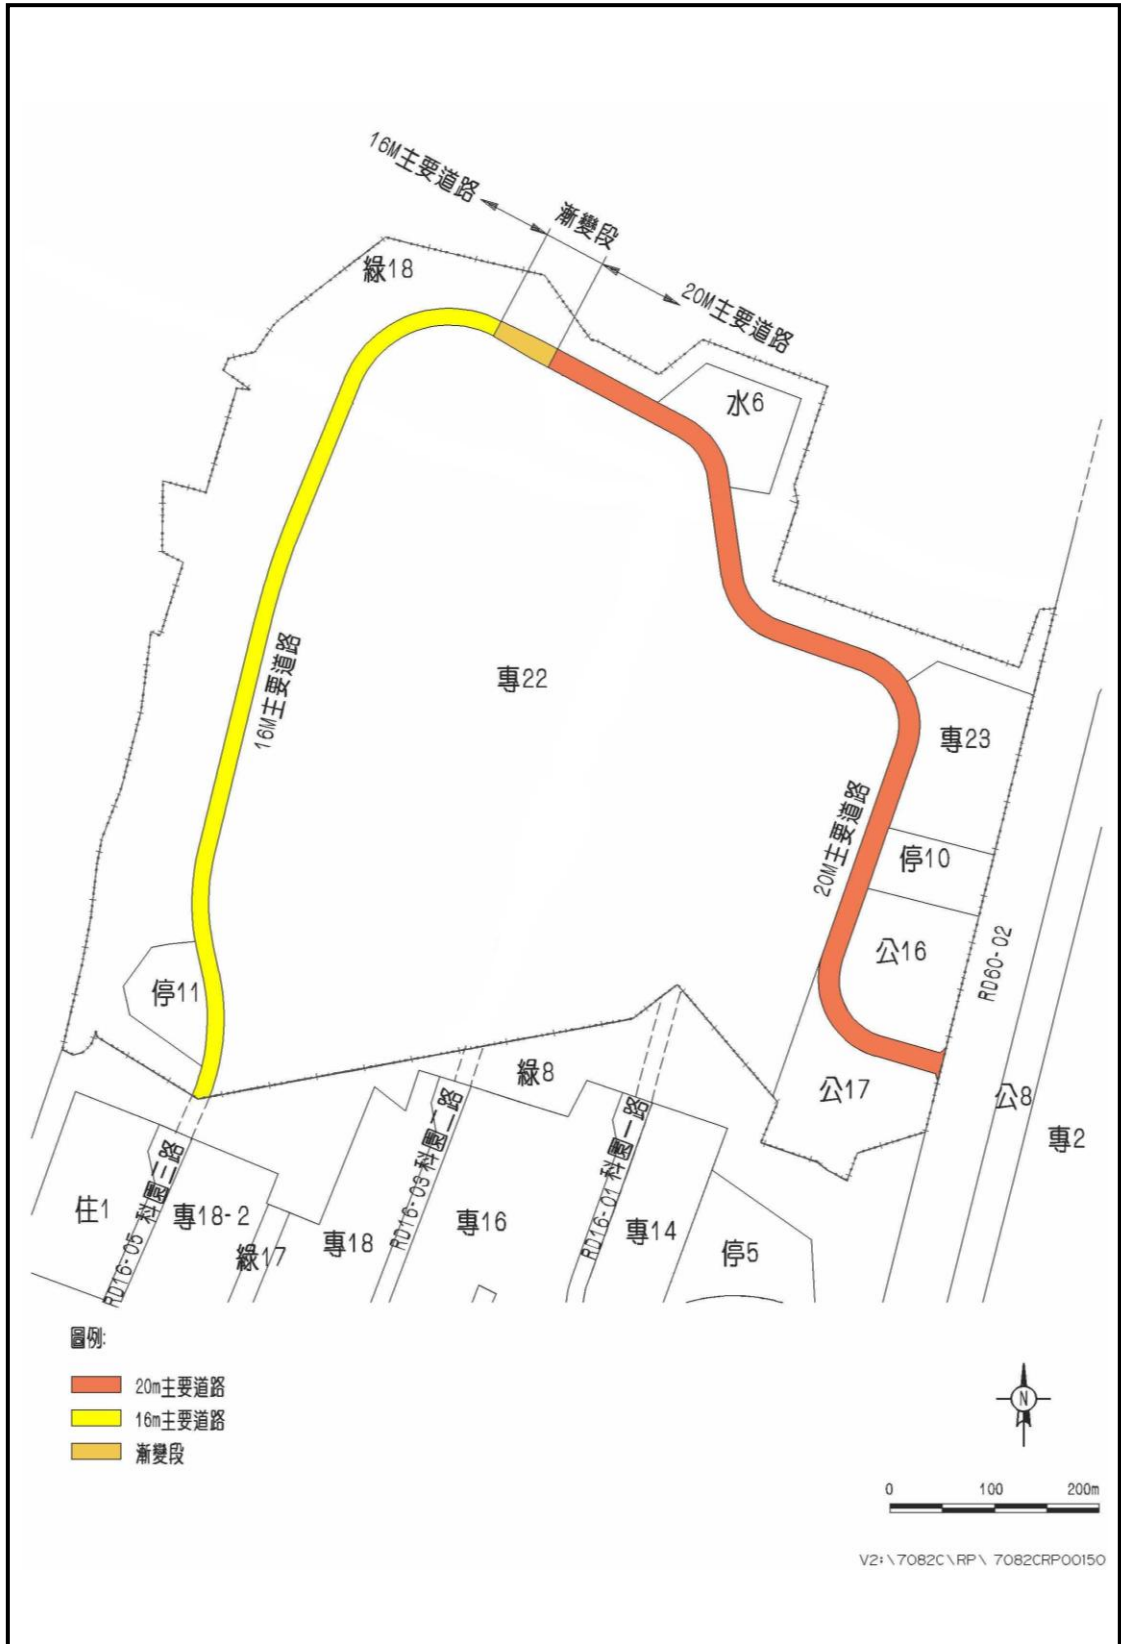 16M主要道路
漸變段
20M主要道路
綠18
水6
專22
16M主要道路
專23
20M主要道路
停10
公16
RD60-02
停11
綠8
公17
公8
專2
住1
RD16-05 科園三路
專18-2
綠17
專18
RD16-03 科園二路
專16
RD16-01 科園一路
專14
停5
圖例:
20m主要道路
16m主要道路
漸變段
N
0 100 200m
V2:\7082C\RP\ 7082CRP00150